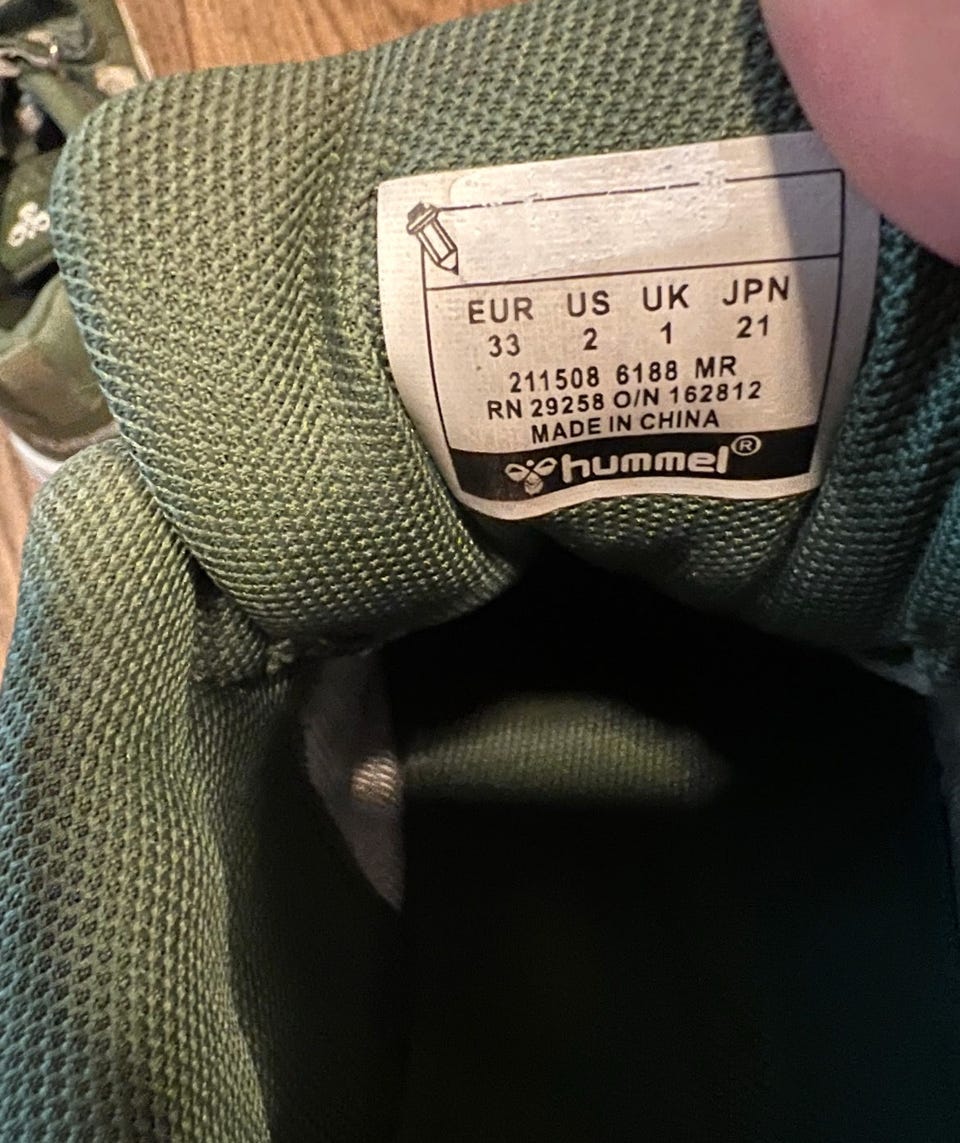 EUR US UK JPN
33 2 1 21
211508 6188 MR
RN 29258 O/N 162812
MADE IN CHINA
hummel®